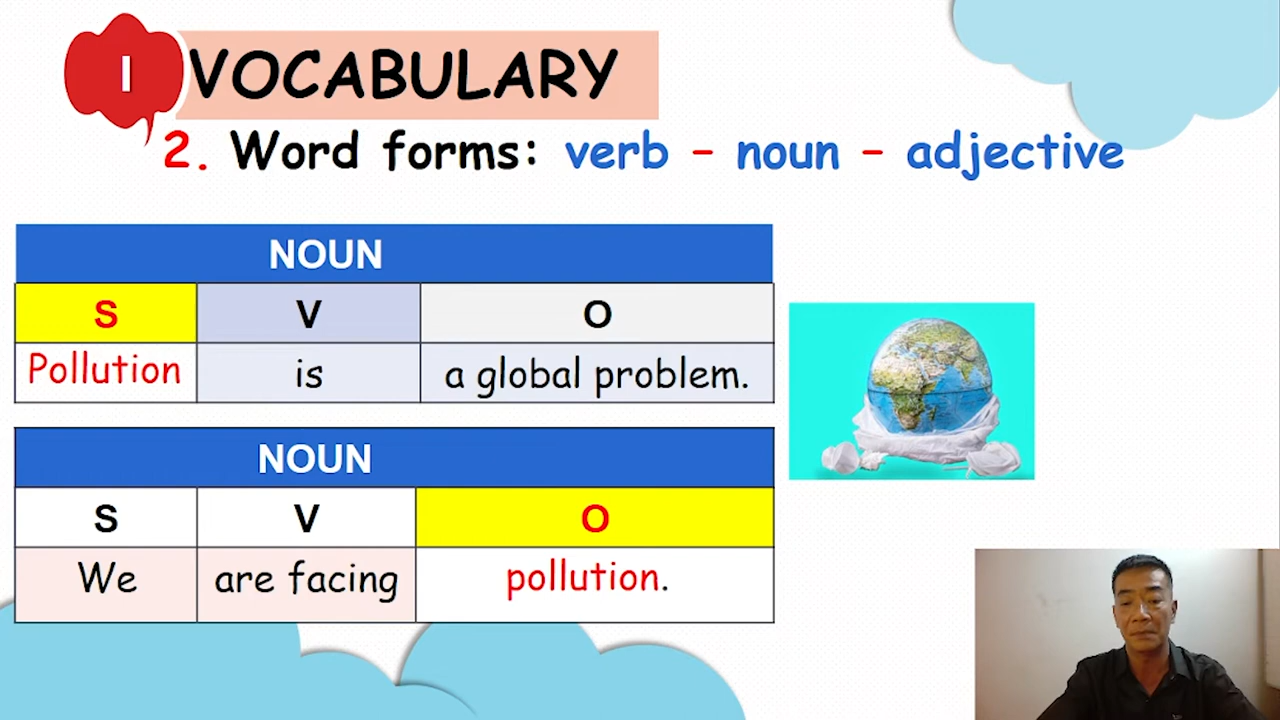 I VOCABULARY
2. Word forms: verb – noun – adjective
NOUN
S V O
Pollution is a global problem.
NOUN
S V O
We are facing pollution.